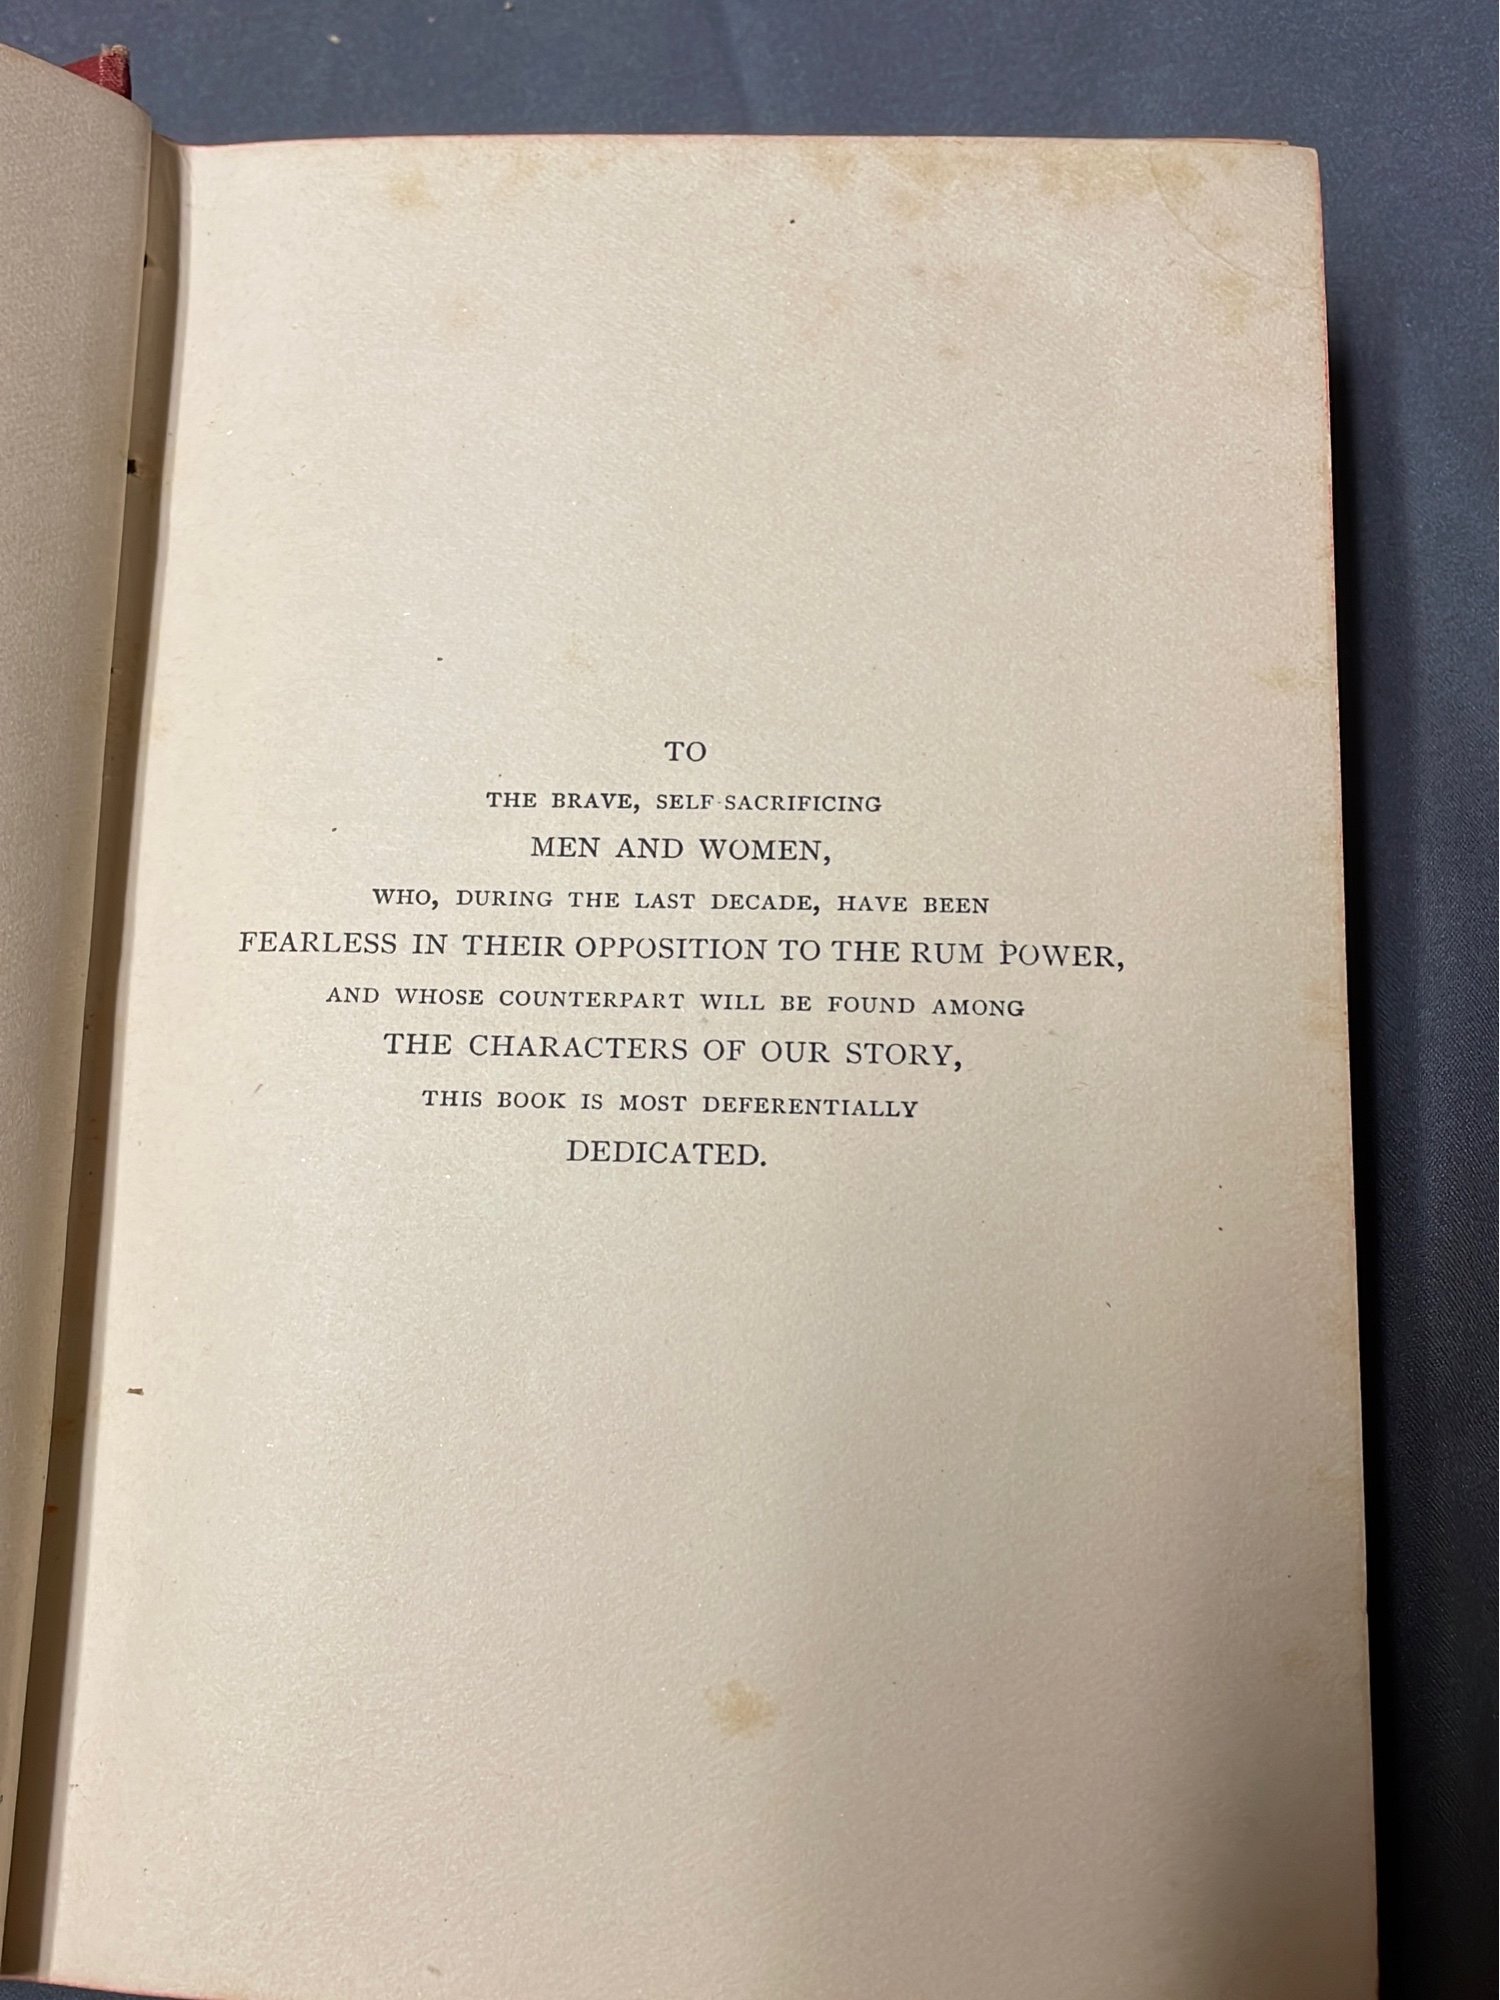 TO
THE BRAVE, SELF-SACRIFICING
MEN AND WOMEN,
WHO, DURING THE LAST DECADE, HAVE BEEN
FEARLESS IN THEIR OPPOSITION TO THE RUM POWER,
AND WHOSE COUNTERPART WILL BE FOUND AMONG
THE CHARACTERS OF OUR STORY,
THIS BOOK IS MOST DEFERENTIALLY
DEDICATED.